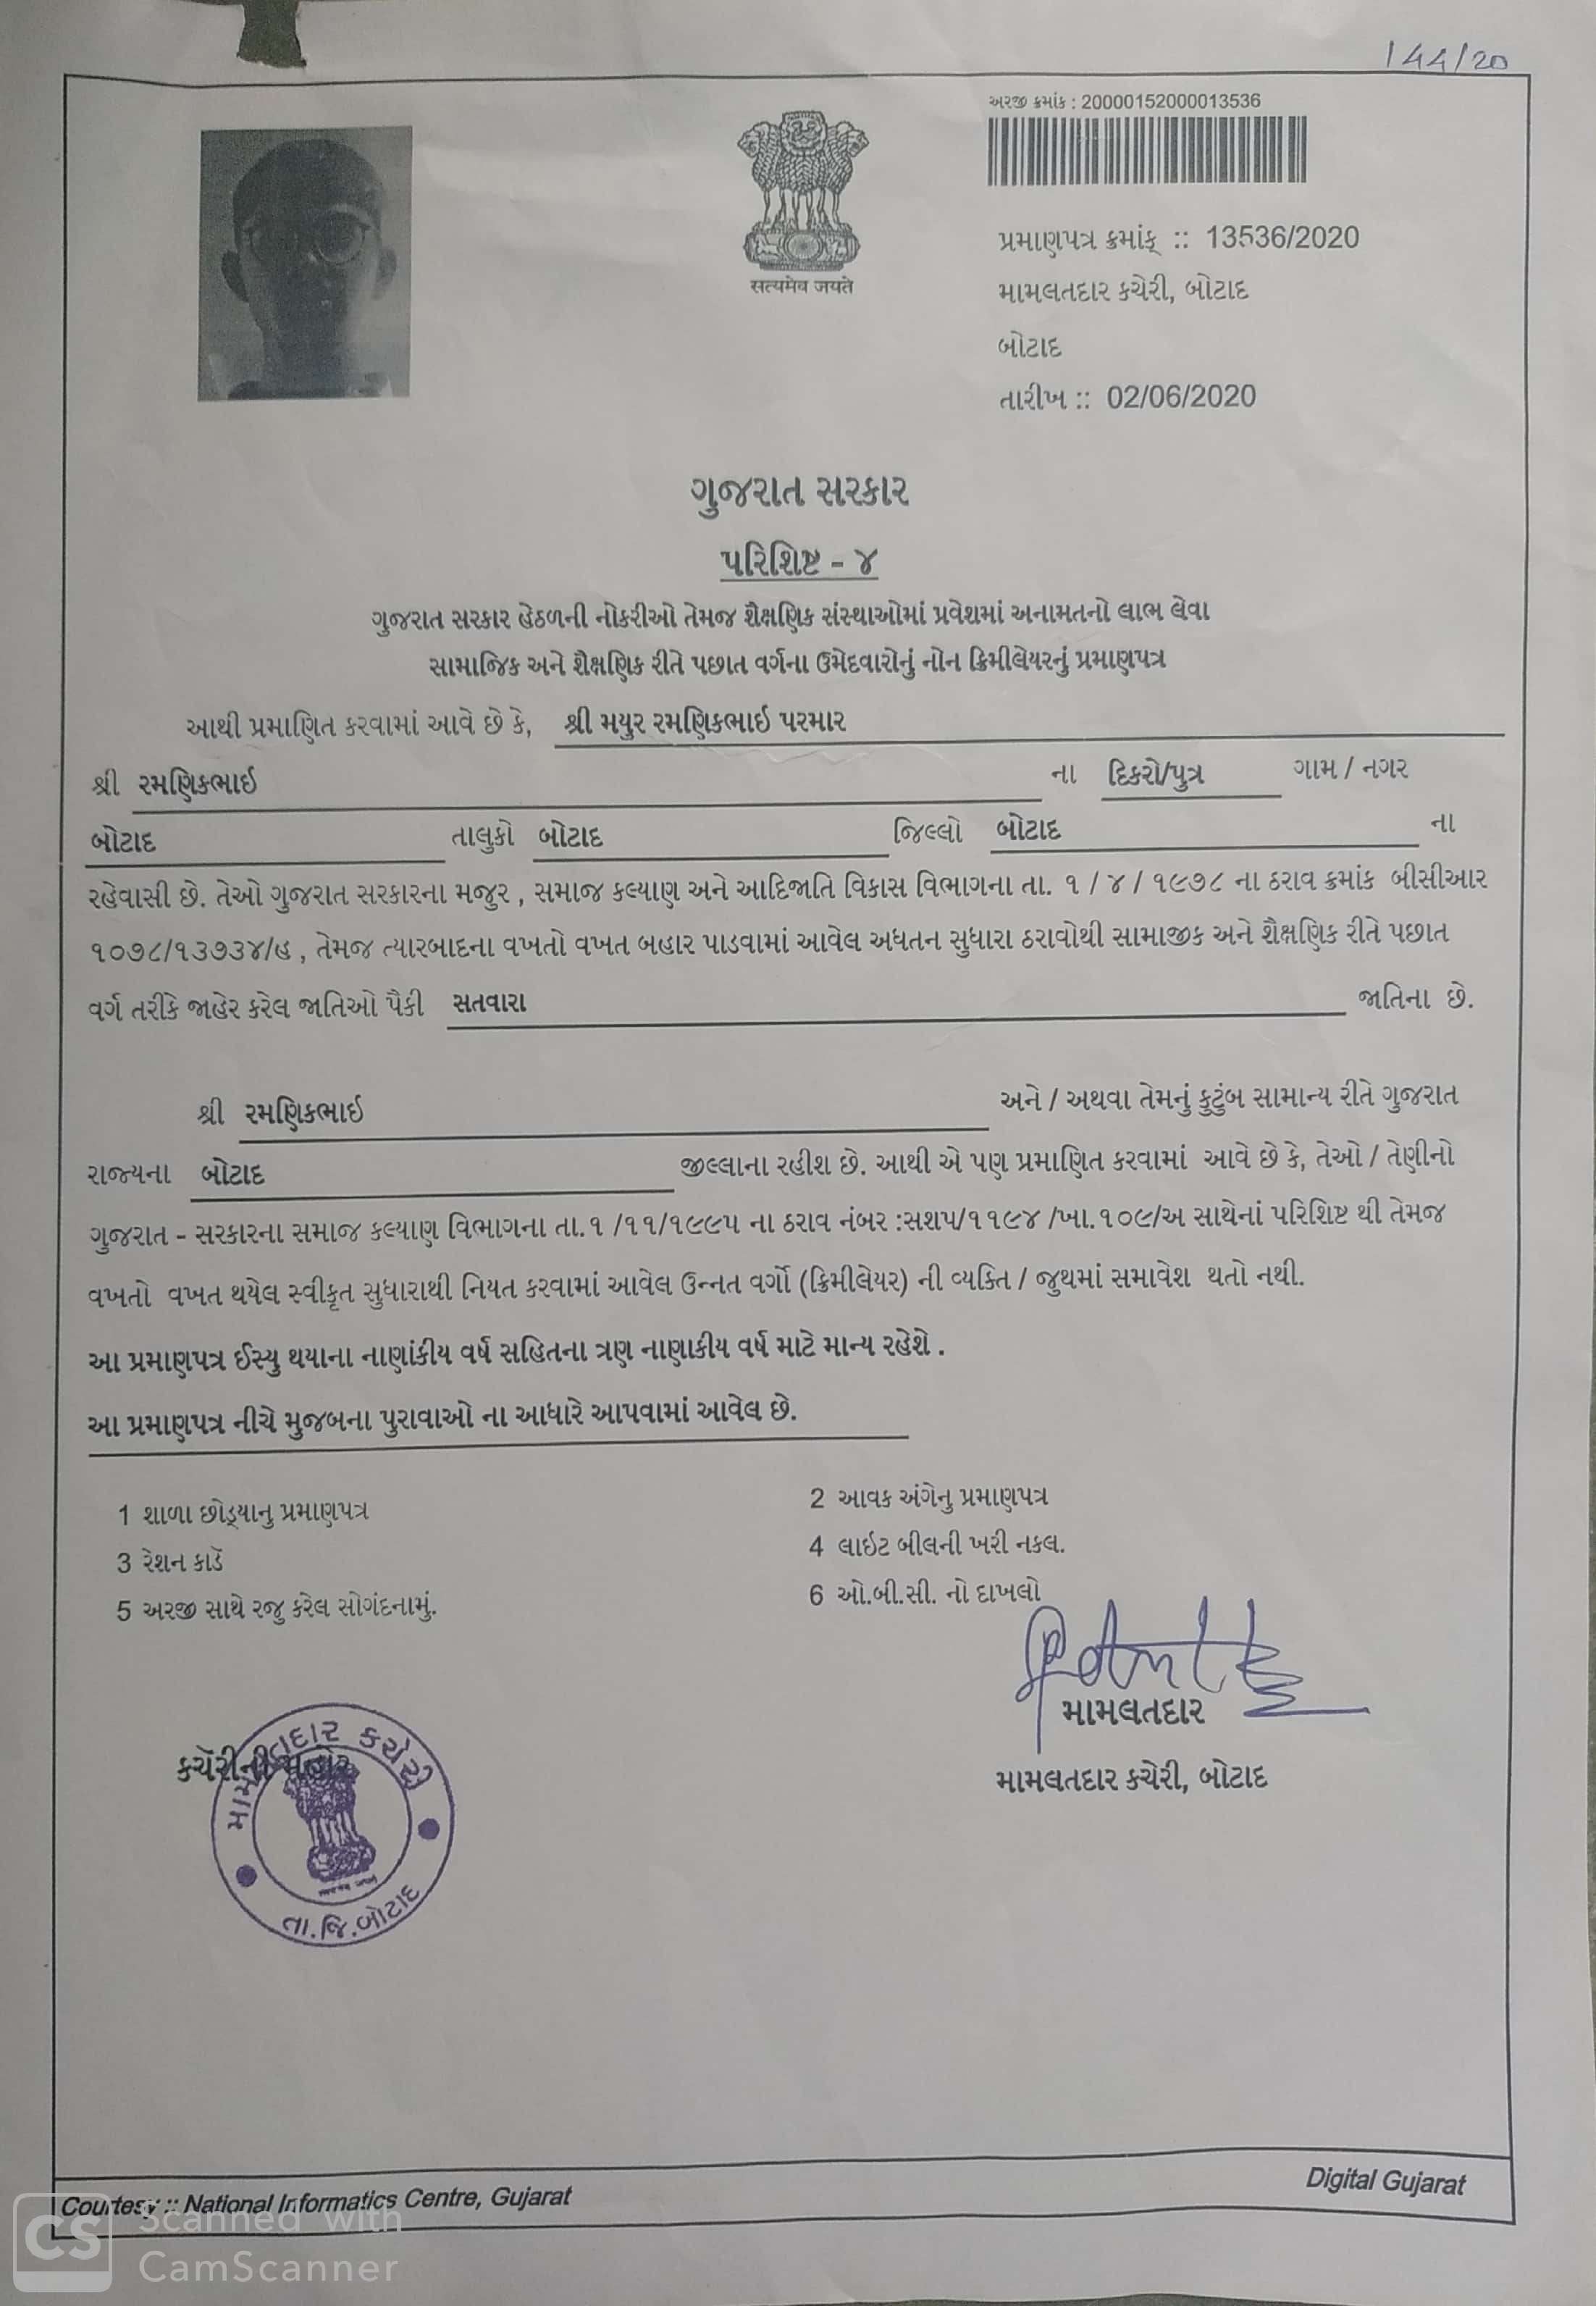 144/20
અરજી ક્રમાંક : 20000152000013536
सत्यमेव जयते
પ્રમાણપત્ર ક્રમાંક્ :: 13536/2020
મામલતદાર કચેરી, બોટાદ
બોટાદ
તારીખ :: 02/06/2020
ગુજરાત સરકાર
પરિશિષ્ટ - ૪
ગુજરાત સરકાર હેઠળની નોકરીઓ તેમજ શૈક્ષણિક સંસ્થાઓમાં પ્રવેશમાં અનામતનો લાભ લેવા
સામાજિક અને શૈક્ષણિક રીતે પછાત વર્ગના ઉમેદવારોનું નોન ક્રિમીલેયરનું પ્રમાણપત્ર
આથી પ્રમાણિત કરવામાં આવે છે કે, શ્રી મયુર રમણિકભાઈ પરમાર
શ્રી રમણિકભાઈ ના દિકરો/પુત્ર ગામ / નગર
બોટાદ તાલુકો બોટાદ જિલ્લો બોટાદ ના
રહેવાસી છે. તેઓ ગુજરાત સરકારના મજુર , સમાજ કલ્યાણ અને આદિજાતિ વિકાસ વિભાગના તા. ૧ / ૪ / ૧૯૭૮ ના ઠરાવ ક્રમાંક બીસીઆર
૧૦૭૮/૧૩૭૩૪/હ , તેમજ ત્યારબાદના વખતો વખત બહાર પાડવામાં આવેલ અધતન સુધારા ઠરાવોથી સામાજીક અને શૈક્ષણિક રીતે પછાત
વર્ગ તરીકે જાહેર કરેલ જાતિઓ પૈકી સતવારા જાતિના છે.
શ્રી રમણિકભાઈ અને / અથવા તેમનું કુટુંબ સામાન્ય રીતે ગુજરાત
રાજ્યના બોટાદ જીલ્લાના રહીશ છે. આથી એ પણ પ્રમાણિત કરવામાં આવે છે કે, તેઓ / તેણીનો
ગુજરાત - સરકારના સમાજ કલ્યાણ વિભાગના તા.૧ /૧૧/૧૯૯૫ ના ઠરાવ નંબર :સશપ/૧૧૯૪ /ખા.૧૦૯/અ સાથેનાં પરિશિષ્ટ થી તેમજ
વખતો વખત થયેલ સ્વીકૃત સુધારાથી નિયત કરવામાં આવેલ ઉન્નત વર્ગો (ક્રિમીલેયર) ની વ્યક્તિ / જુથમાં સમાવેશ થતો નથી.
આ પ્રમાણપત્ર ઈસ્યુ થયાના નાણાંકીય વર્ષ સહિતના ત્રણ નાણાકીય વર્ષ માટે માન્ય રહેશે .
આ પ્રમાણપત્ર નીચે મુજબના પુરાવાઓ ના આધારે આપવામાં આવેલ છે.
1 શાળા છોડ્યાનુ પ્રમાણપત્ર 2 આવક અંગેનુ પ્રમાણપત્ર
3 રેશન કાર્ડ 4 લાઇટ બીલની ખરી નકલ.
5 અરજી સાથે રજુ કરેલ સોગંદનામું. 6 ઓ.બી.સી. નો દાખલો
મામલતદાર
કચેરીની મહોર
મામલતદાર કચેરી, બોટાદ
મામલતદાર કચેરી
તા.જિ.બોટાદ
Digital Gujarat
Courtesy :: National Informatics Centre, Gujarat
CS Scanned with
CamScanner